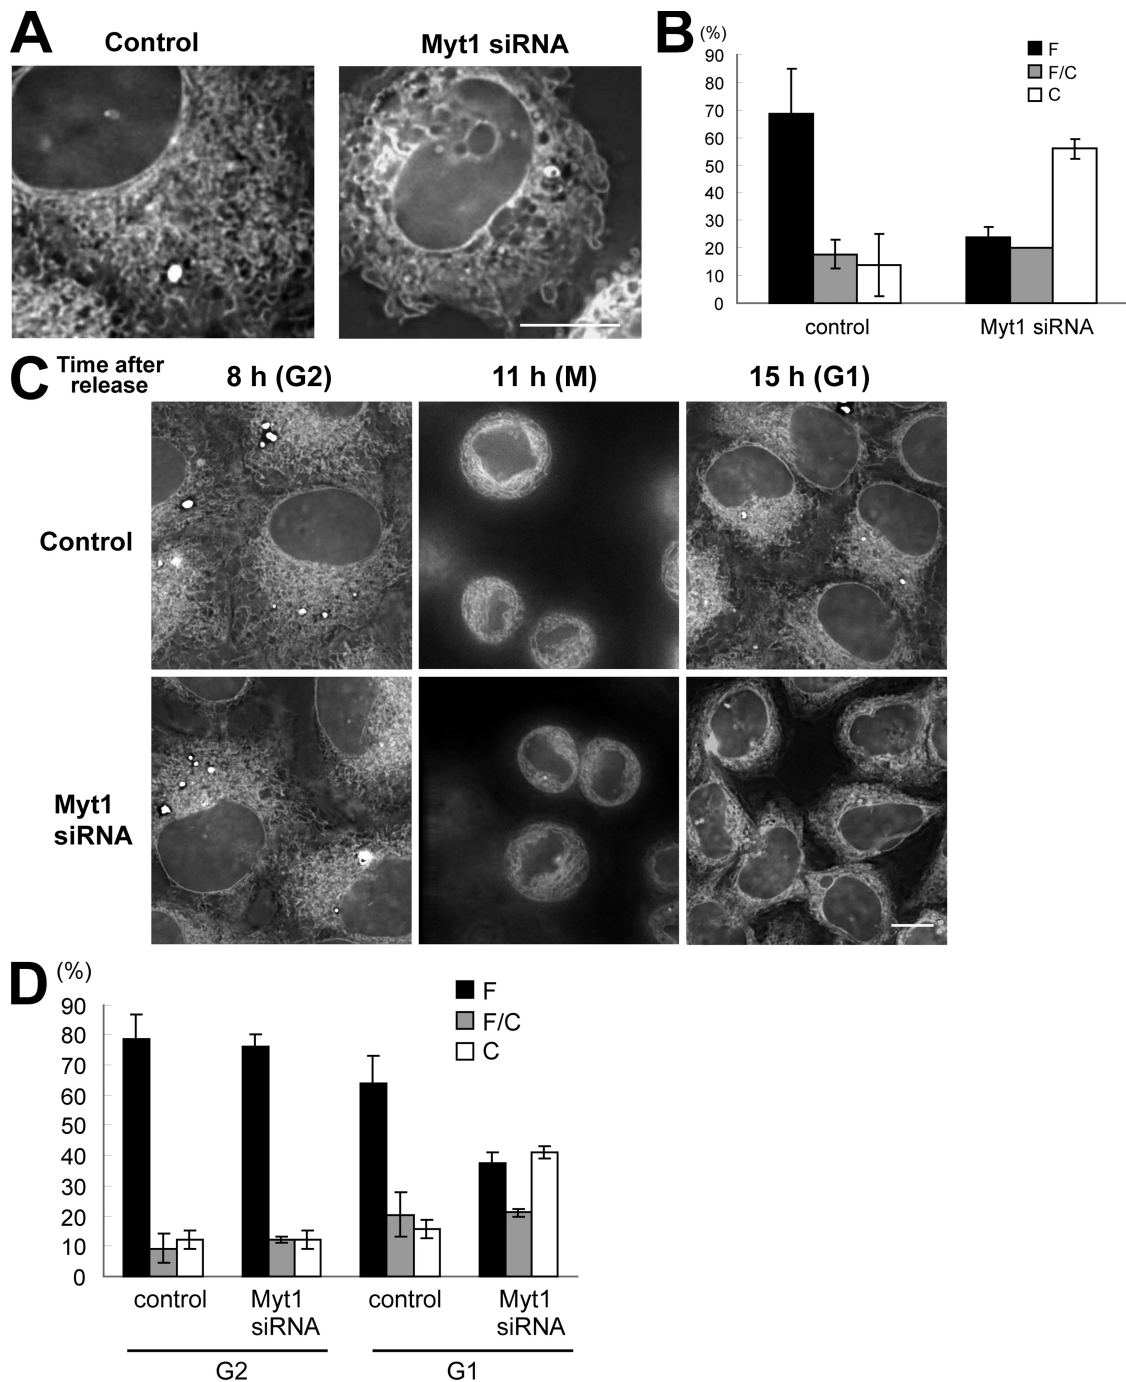 A
Control
Myt1 siRNA
B
(%)
90
80
70
60
50
40
30
20
10
0
F
F/C
C
control
Myt1 siRNA
C
Time after
release
8 h (G2)
11 h (M)
15 h (G1)
Control
Myt1
siRNA
D
(%)
90
80
70
60
50
40
30
20
10
0
F
F/C
C
control
Myt1
siRNA
control
Myt1
siRNA
G2
G1